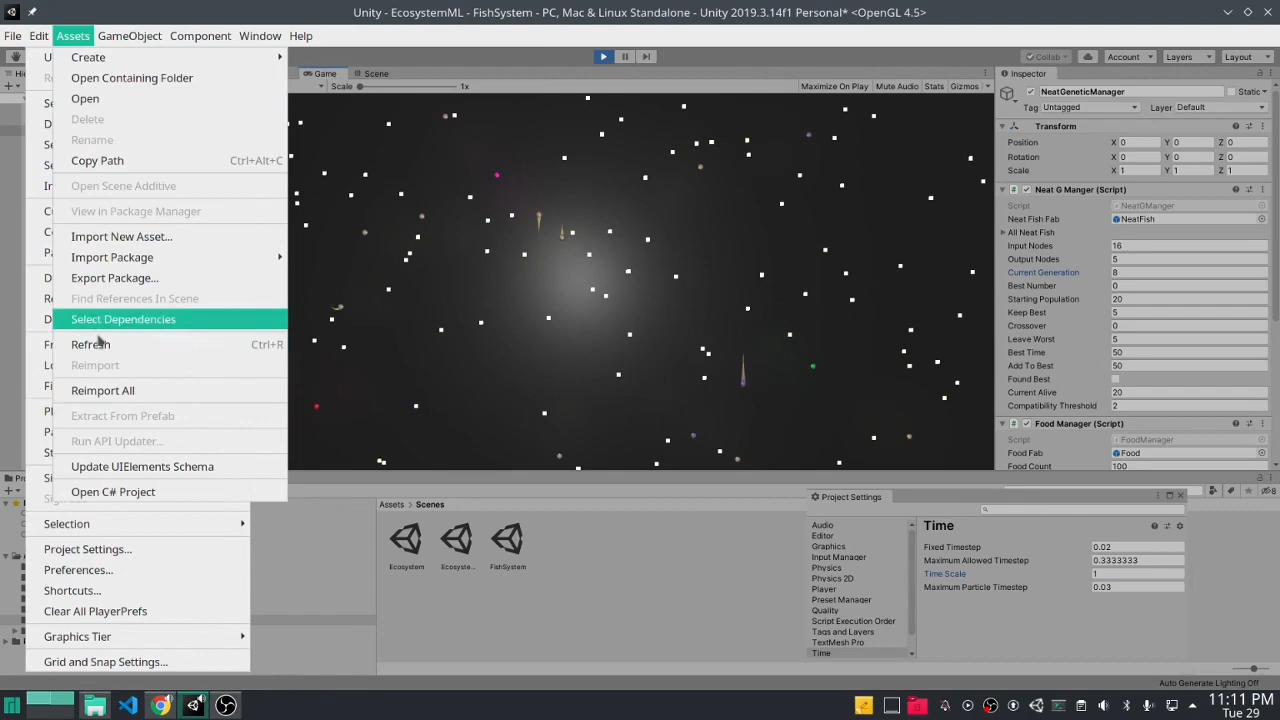 Unity - EcosystemML - FishSystem - PC, Mac & Linux Standalone - Unity 2019.3.14f1 Personal* <OpenGL 4.5>
File Edit Assets GameObject Component Window Help
Create
Open Containing Folder
Open
Delete
Rename
Copy Path Ctrl+Alt+C
Open Scene Additive
View in Package Manager
Import New Asset...
Import Package
Export Package...
Find References In Scene
Select Dependencies
Refresh Ctrl+R
Reimport
Reimport All
Extract From Prefab
Run API Updater...
Update UIElements Schema
Open C# Project
Selection
Project Settings...
Preferences...
Shortcuts...
Clear All PlayerPrefs
Graphics Tier
Grid and Snap Settings...
Game Scene
Scale 1x
Maximize On Play Mute Audio Stats Gizmos
Collab Account Layers Layout
Inspector
NeatGeneticManager Static
Tag Untagged Layer Default
Transform
Position X 0 Y 0 Z 0
Rotation X 0 Y 0 Z 0
Scale X 1 Y 1 Z 1
Neat G Manger (Script)
Script NeatGManger
Neat Fish Fab NeatFish
All Neat Fish
Input Nodes 16
Output Nodes 5
Current Generation 8
Best Number 0
Starting Population 20
Keep Best 5
Crossover 0
Leave Worst 5
Best Time 50
Add To Best 50
Found Best
Current Alive 20
Compatibility Threshold 2
Food Manager (Script)
Script FoodManager
Food Fab Food
Food Count 100
Assets Scenes
Ecosystem Ecosyste... FishSystem
Project Settings
Audio
Editor
Graphics
Input Manager
Physics
Physics 2D
Player
Preset Manager
Quality
Script Execution Order
Tags and Layers
TextMesh Pro
Time
Time
Fixed Timestep 0.02
Maximum Allowed Timestep 0.3333333
Time Scale 1
Maximum Particle Timestep 0.03
8
Auto Generate Lighting Off
11:11 PM
Tue 29